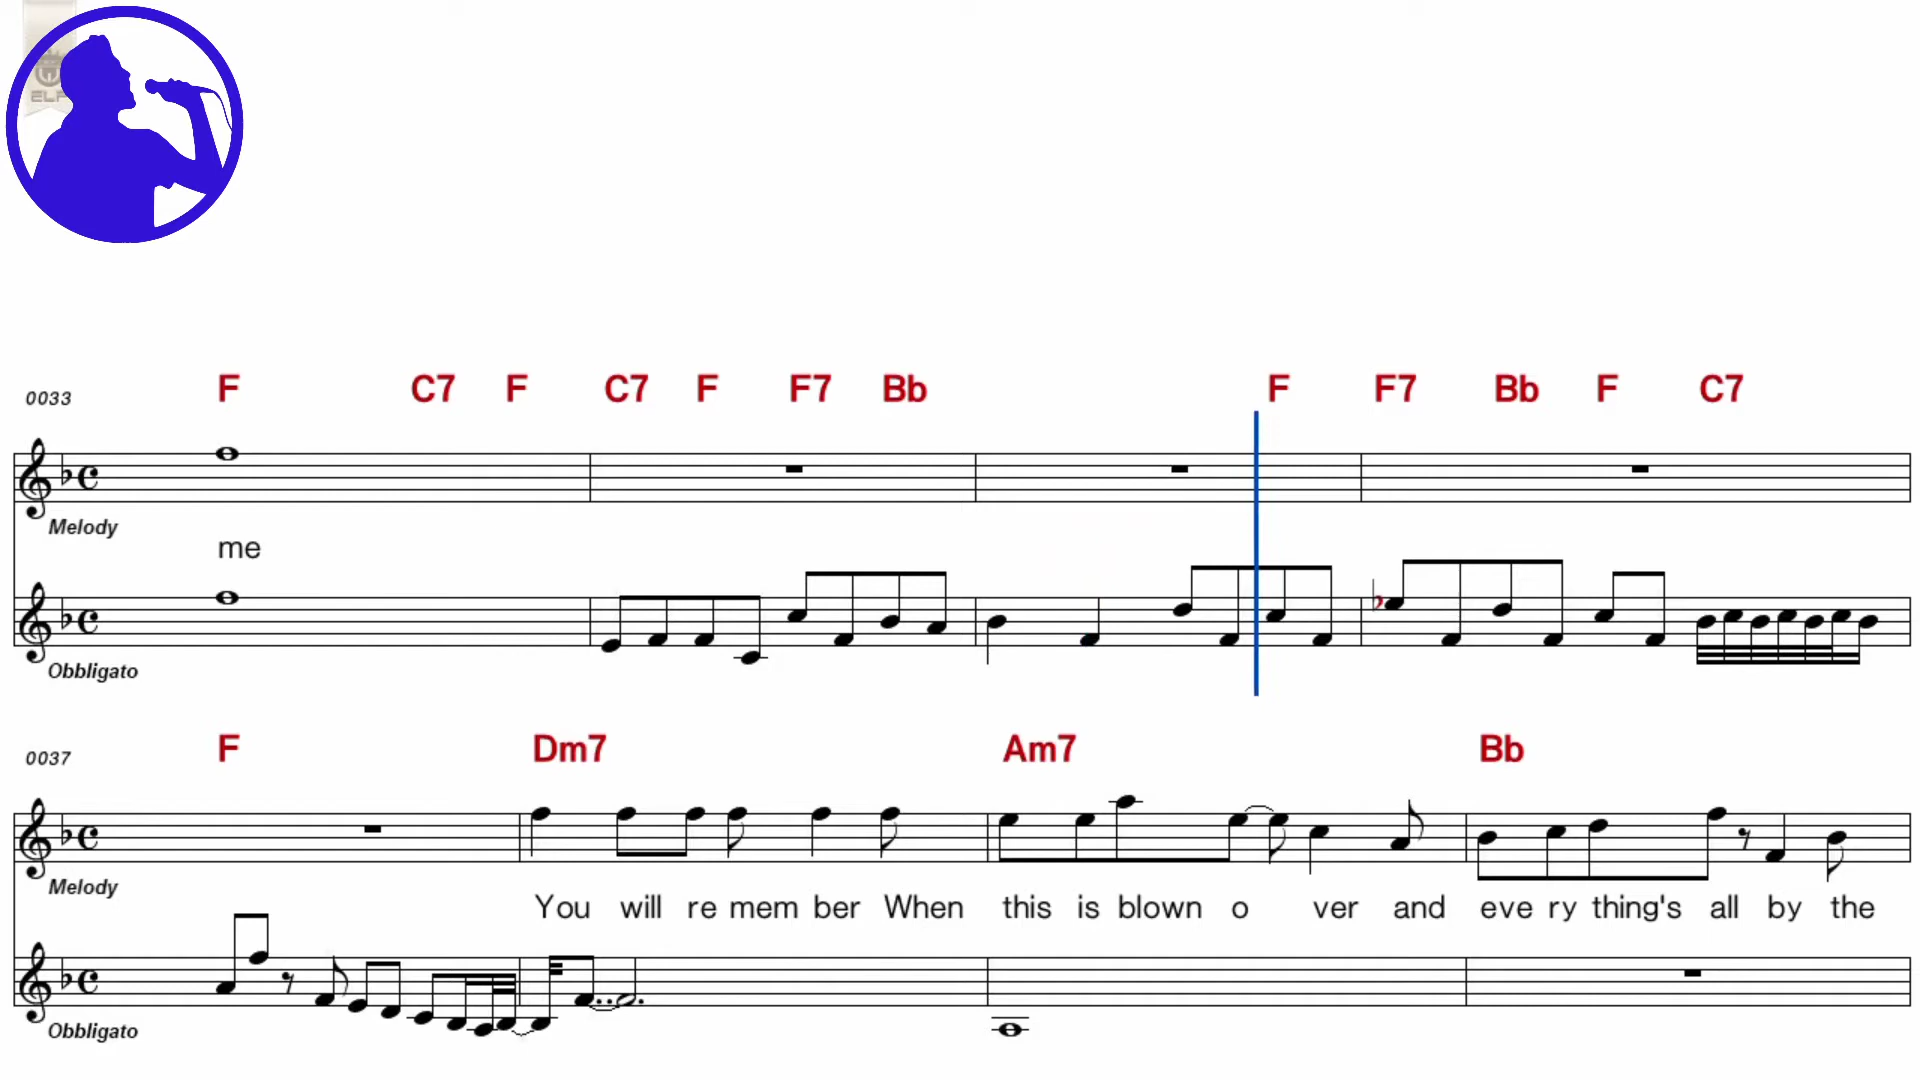 ELF
0033 F C7 F C7 F F7 Bb F F7 Bb F C7
Melody
me
Obbligato
0037 F Dm7 Am7 Bb
Melody
You will re mem ber When this is blown o ver and eve ry thing's all by the
Obbligato